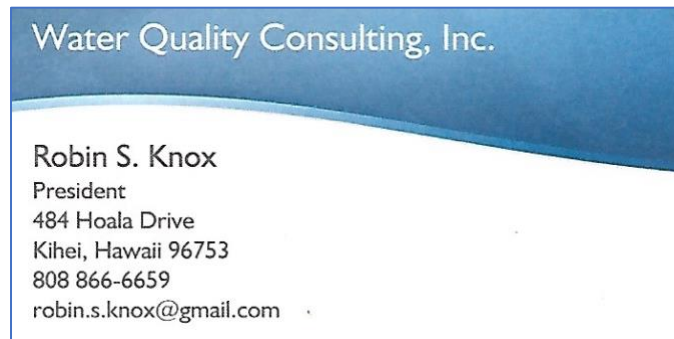 Water Quality Consulting, Inc.
Robin S. Knox
President
484 Hoala Drive
Kihei, Hawaii 96753
808 866-6659
robin.s.knox@gmail.com